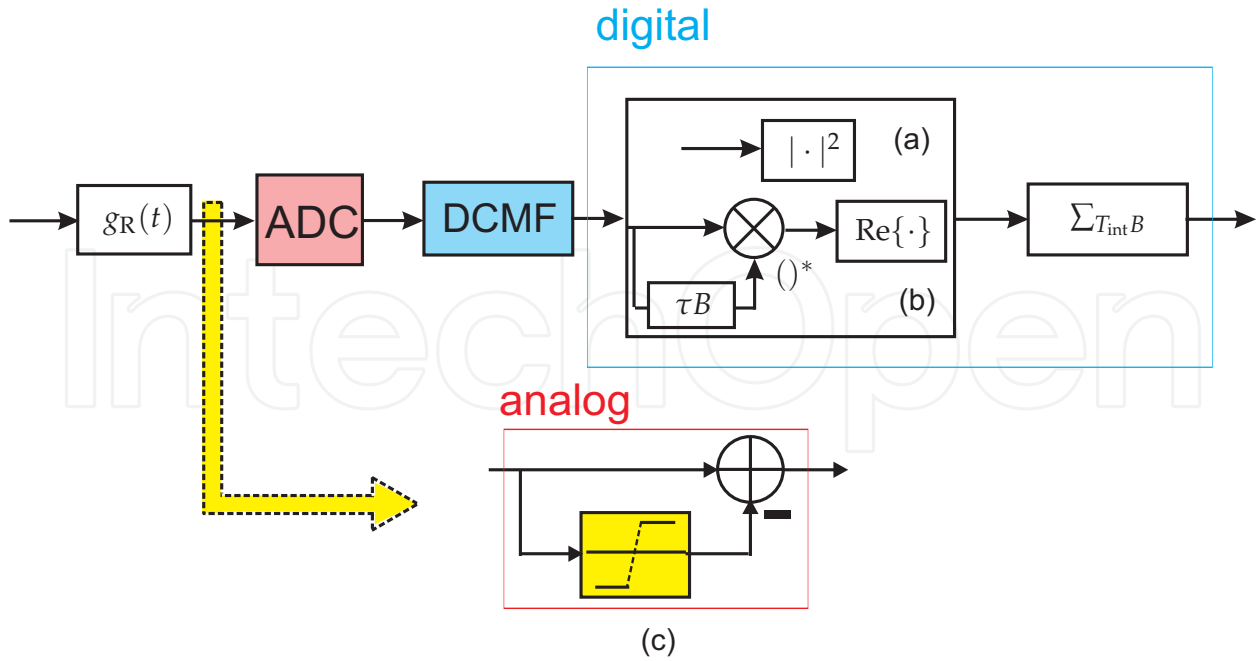 digital
| · |²
(a)
g_R(t)
ADC
DCMF
Re{·}
∑_{T_int B}
()*
τB
(b)
IntechOpen
analog
(c)